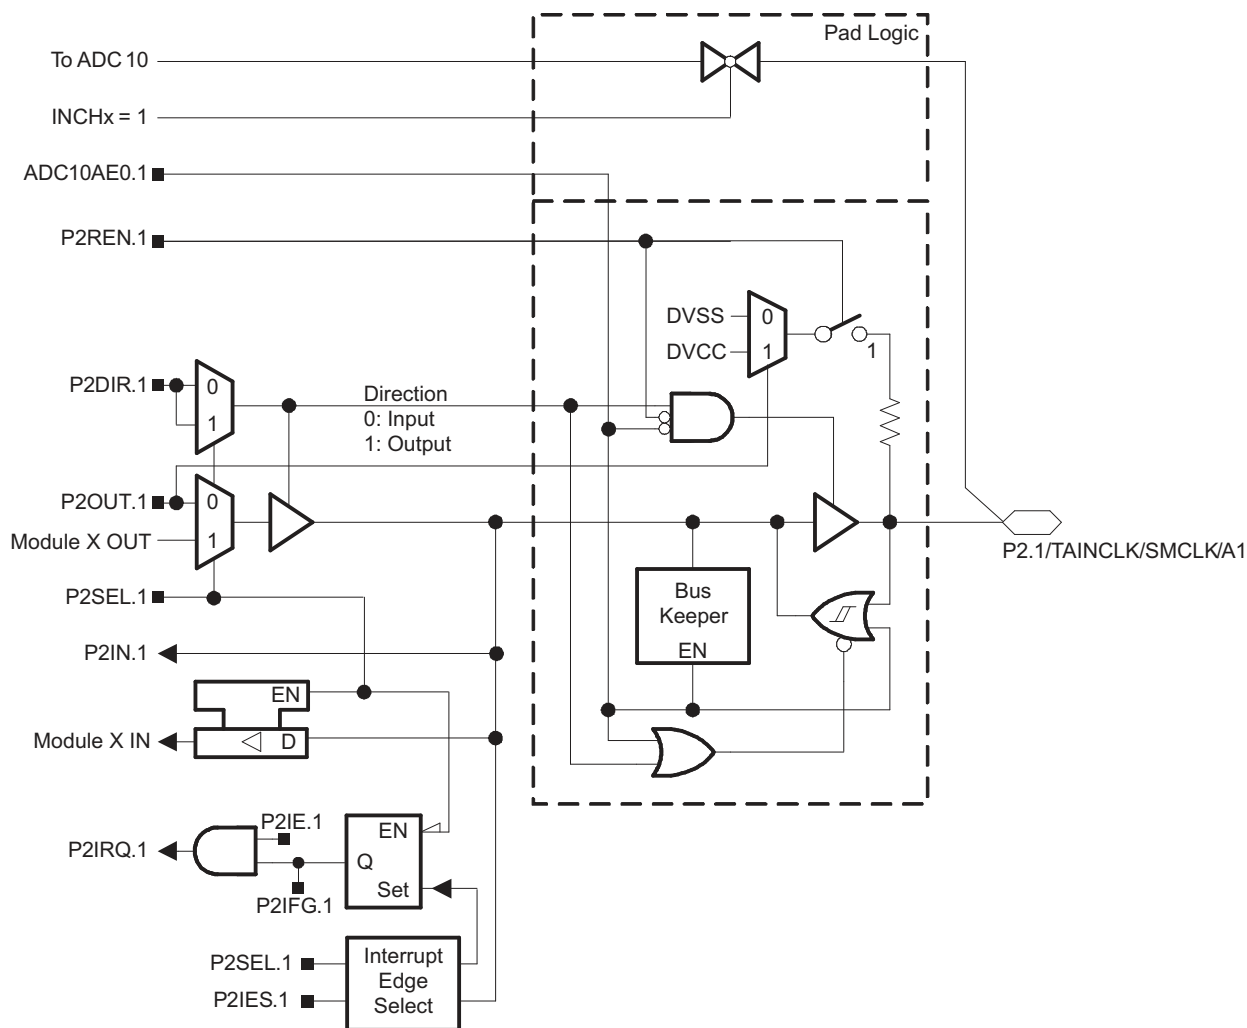 Pad Logic
To ADC 10
INCHx = 1
ADC10AE0.1
P2REN.1
DVSS
0
DVCC
1
1
P2DIR.1
0
1
Direction
0: Input
1: Output
P2OUT.1
0
Module X OUT
1
P2.1/TAINCLK/SMCLK/A1
P2SEL.1
Bus
Keeper
EN
P2IN.1
EN
Module X IN
D
P2IE.1
EN
P2IRQ.1
Q
Set
P2IFG.1
P2SEL.1
Interrupt
Edge
Select
P2IES.1